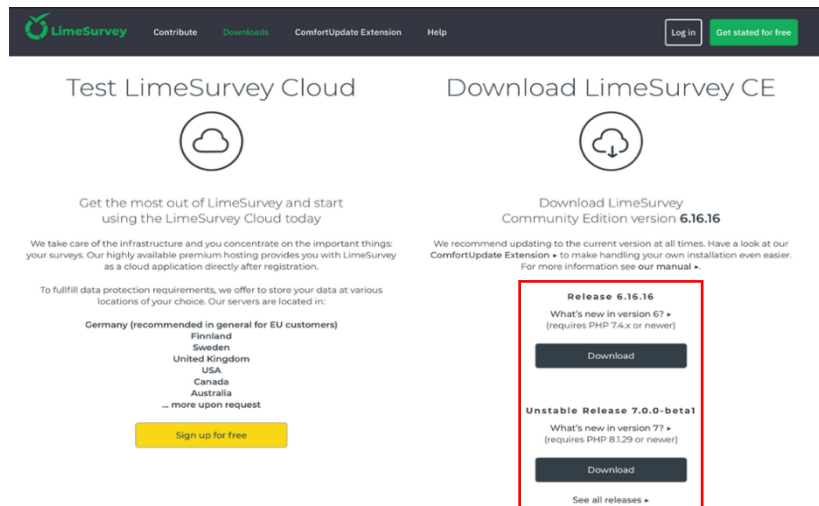 LimeSurvey
Contribute
Downloads
ComfortUpdate Extension
Help
Log in
Get stated for free
Test LimeSurvey Cloud
Get the most out of LimeSurvey and start
using the LimeSurvey Cloud today
We take care of the infrastructure and you concentrate on the important things:
your surveys. Our highly available premium hosting provides you with LimeSurvey
as a cloud application directly after registration.
To fullfill data protection requirements, we offer to store your data at various
locations of your choice. Our servers are located in:
Germany (recommended in general for EU customers)
Finnland
Sweden
United Kingdom
USA
Canada
Australia
... more upon request
Sign up for free
Download LimeSurvey CE
Download LimeSurvey
Community Edition version 6.16.16
We recommend updating to the current version at all times. Have a look at our
ComfortUpdate Extension ▸ to make handling your own installation even easier.
For more information see our manual ▸.
Release 6.16.16
What's new in version 6? ▸
(requires PHP 7.4.x or newer)
Download
Unstable Release 7.0.0-beta1
What's new in version 7? ▸
(requires PHP 8.1.29 or newer)
Download
See all releases ▸